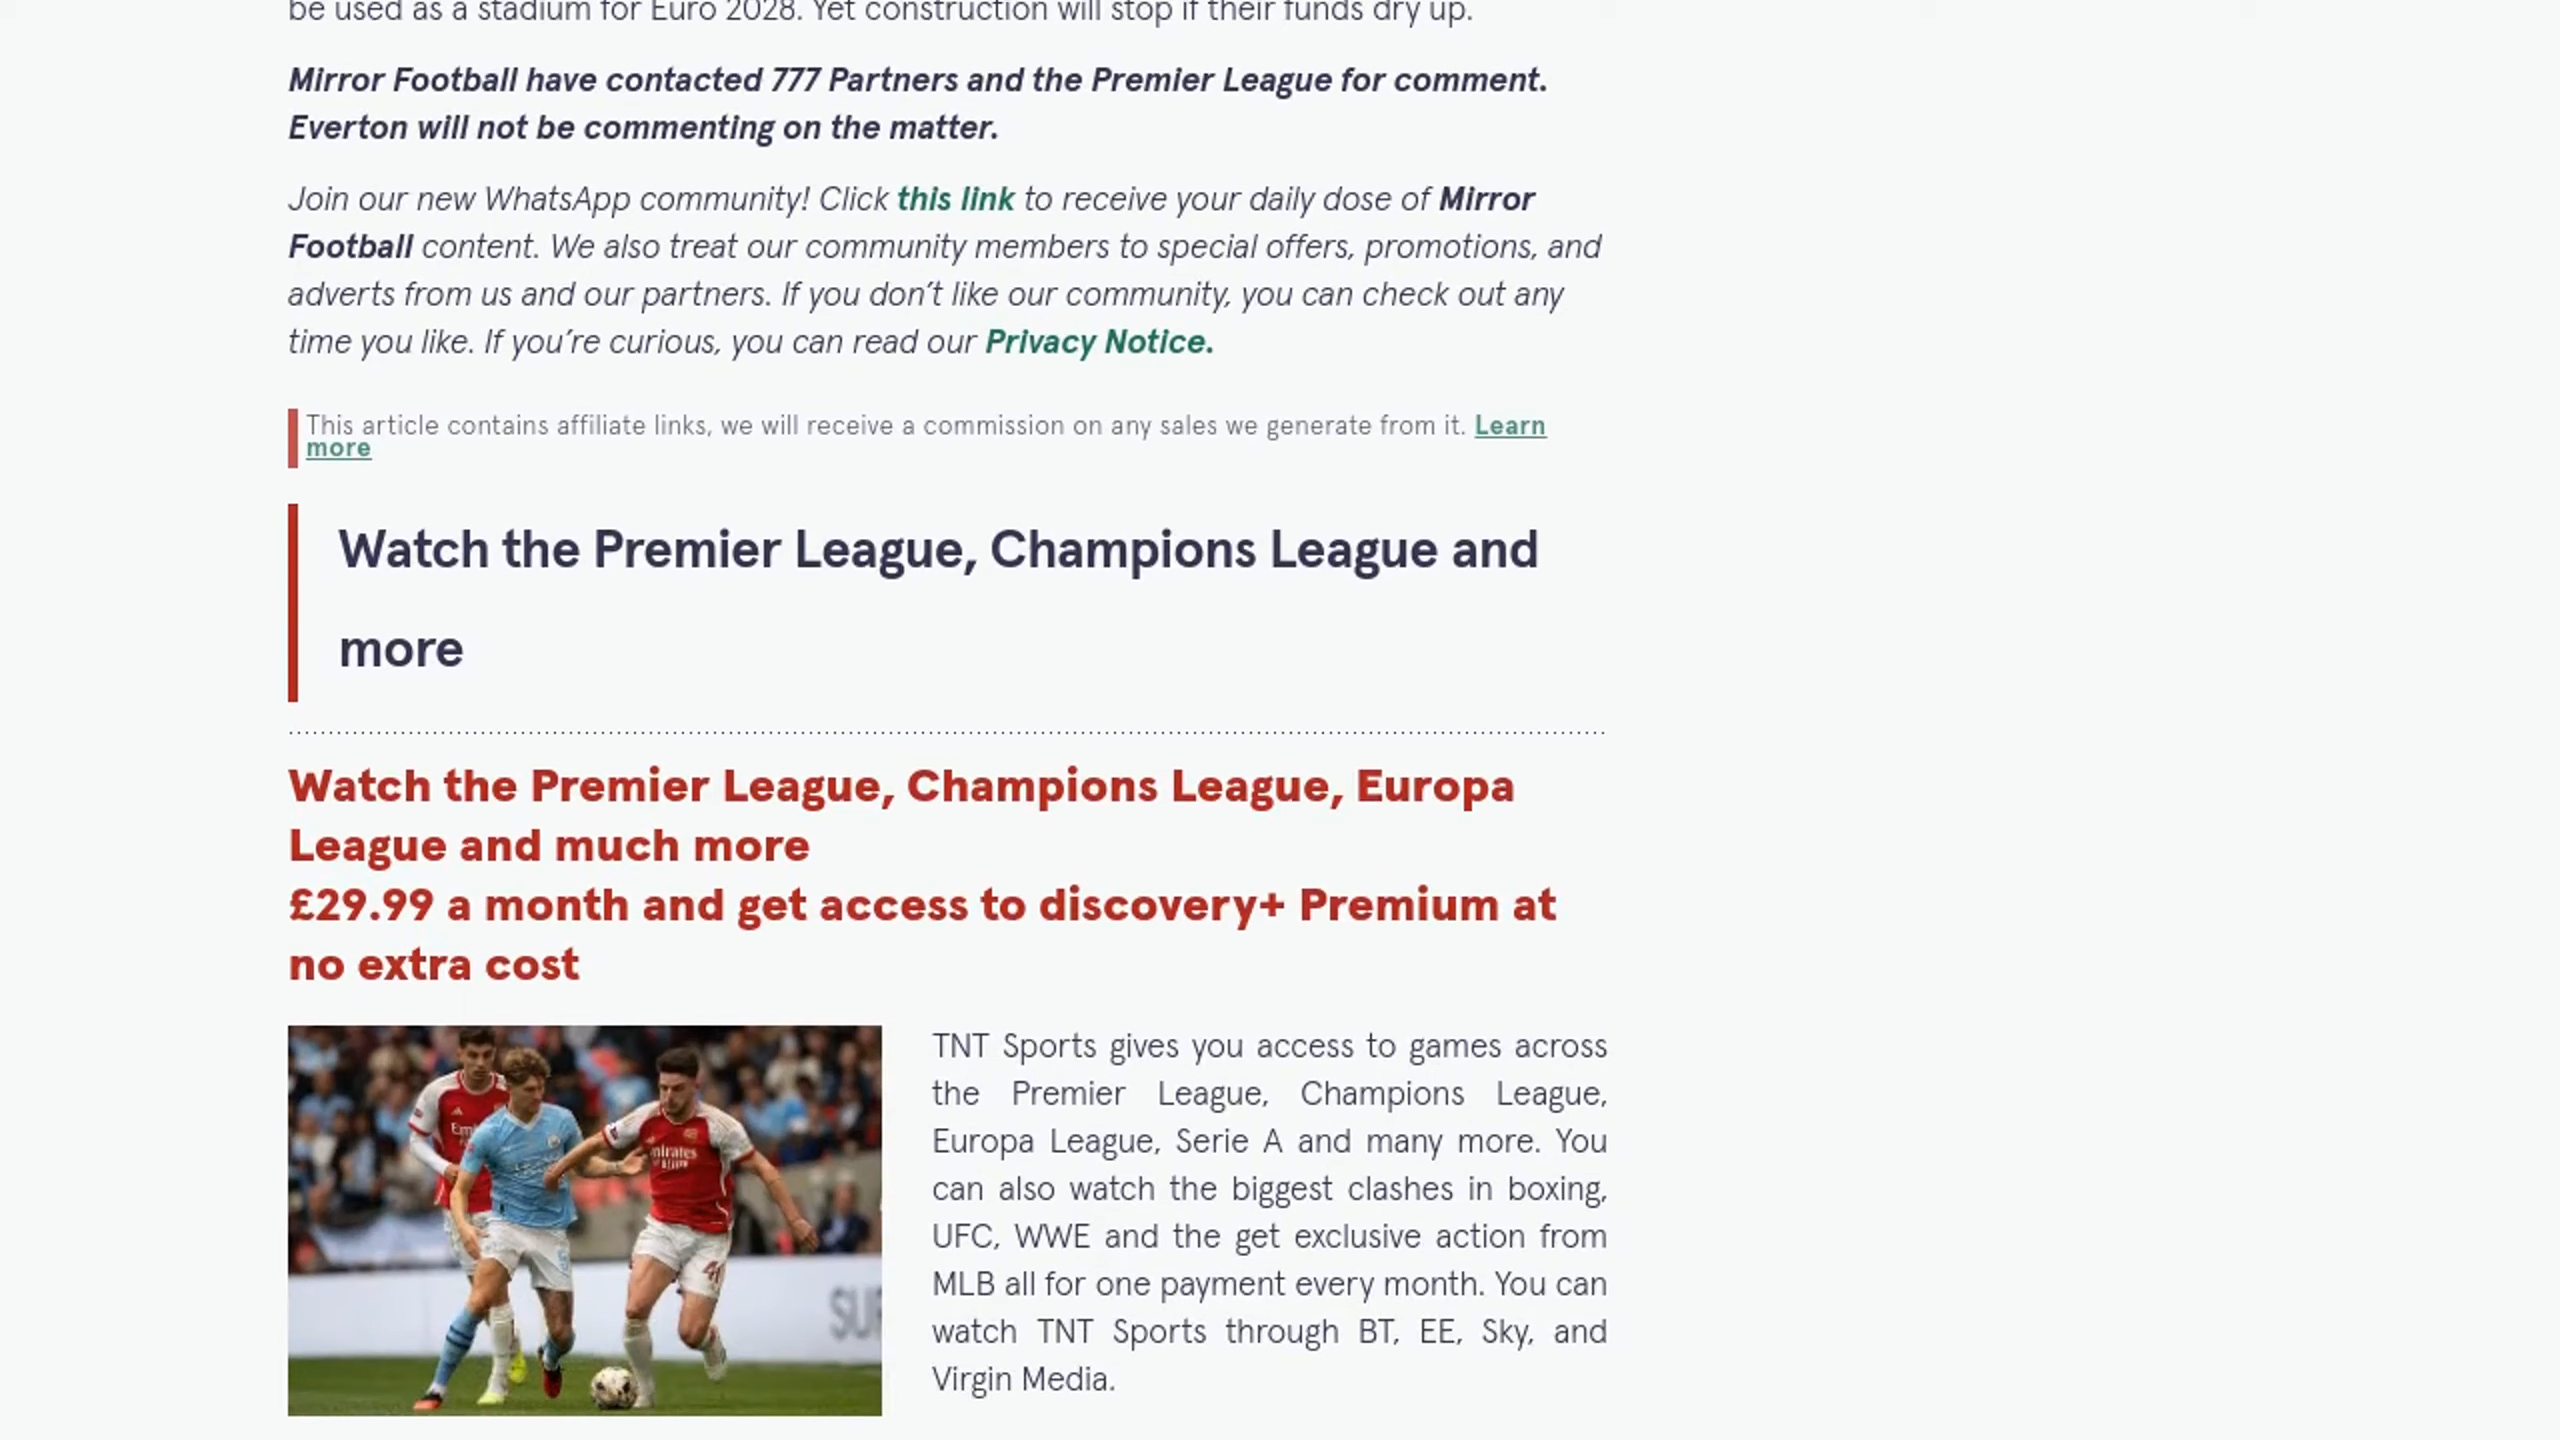 be used as a stadium for Euro 2028. Yet construction will stop if their funds dry up.
Mirror Football have contacted 777 Partners and the Premier League for comment.
Everton will not be commenting on the matter.
Join our new WhatsApp community! Click this link to receive your daily dose of Mirror
Football content. We also treat our community members to special offers, promotions, and
adverts from us and our partners. If you don’t like our community, you can check out any
time you like. If you’re curious, you can read our Privacy Notice.
This article contains affiliate links, we will receive a commission on any sales we generate from it. Learn
more
Watch the Premier League, Champions League and
more
Watch the Premier League, Champions League, Europa
League and much more
£29.99 a month and get access to discovery+ Premium at
no extra cost
TNT Sports gives you access to games across
the Premier League, Champions League,
Europa League, Serie A and many more. You
can also watch the biggest clashes in boxing,
UFC, WWE and the get exclusive action from
MLB all for one payment every month. You can
watch TNT Sports through BT, EE, Sky, and
Virgin Media.